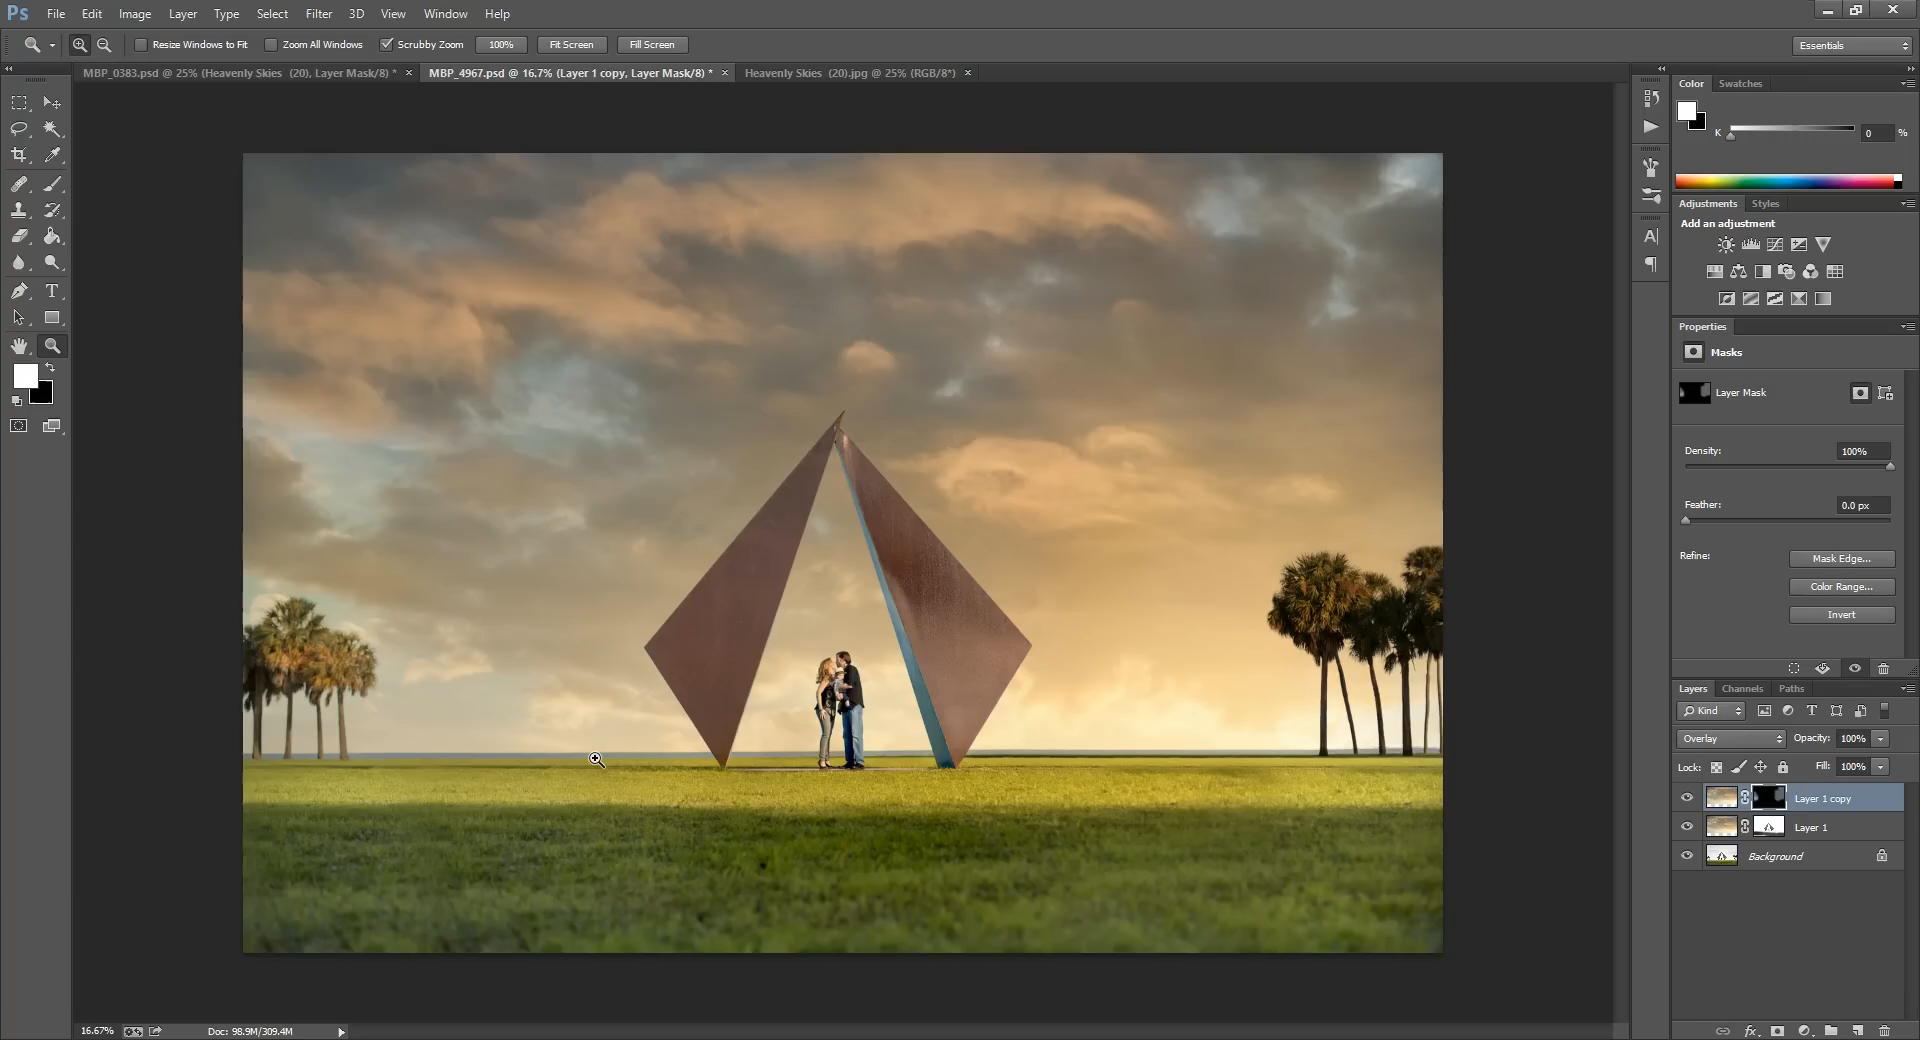 Ps File Edit Image Layer Type Select Filter 3D View Window Help
Resize Windows to Fit Zoom All Windows Scrubby Zoom 100% Fit Screen Fill Screen Essentials
MBP_0383.psd @ 25% (Heavenly Skies (20), Layer Mask/8) * MBP_4967.psd @ 16.7% (Layer 1 copy, Layer Mask/8) * Heavenly Skies (20).jpg @ 25% (RGB/8*)
Color Swatches
K 0 %
Adjustments Styles
Add an adjustment
Properties
Masks
Layer Mask
Density: 100%
Feather: 0.0 px
Refine: Mask Edge...
Color Range...
Invert
Layers Channels Paths
Kind
Overlay Opacity: 100%
Lock: Fill: 100%
Layer 1 copy
Layer 1
Background
16.67% Doc: 98.9M/309.4M